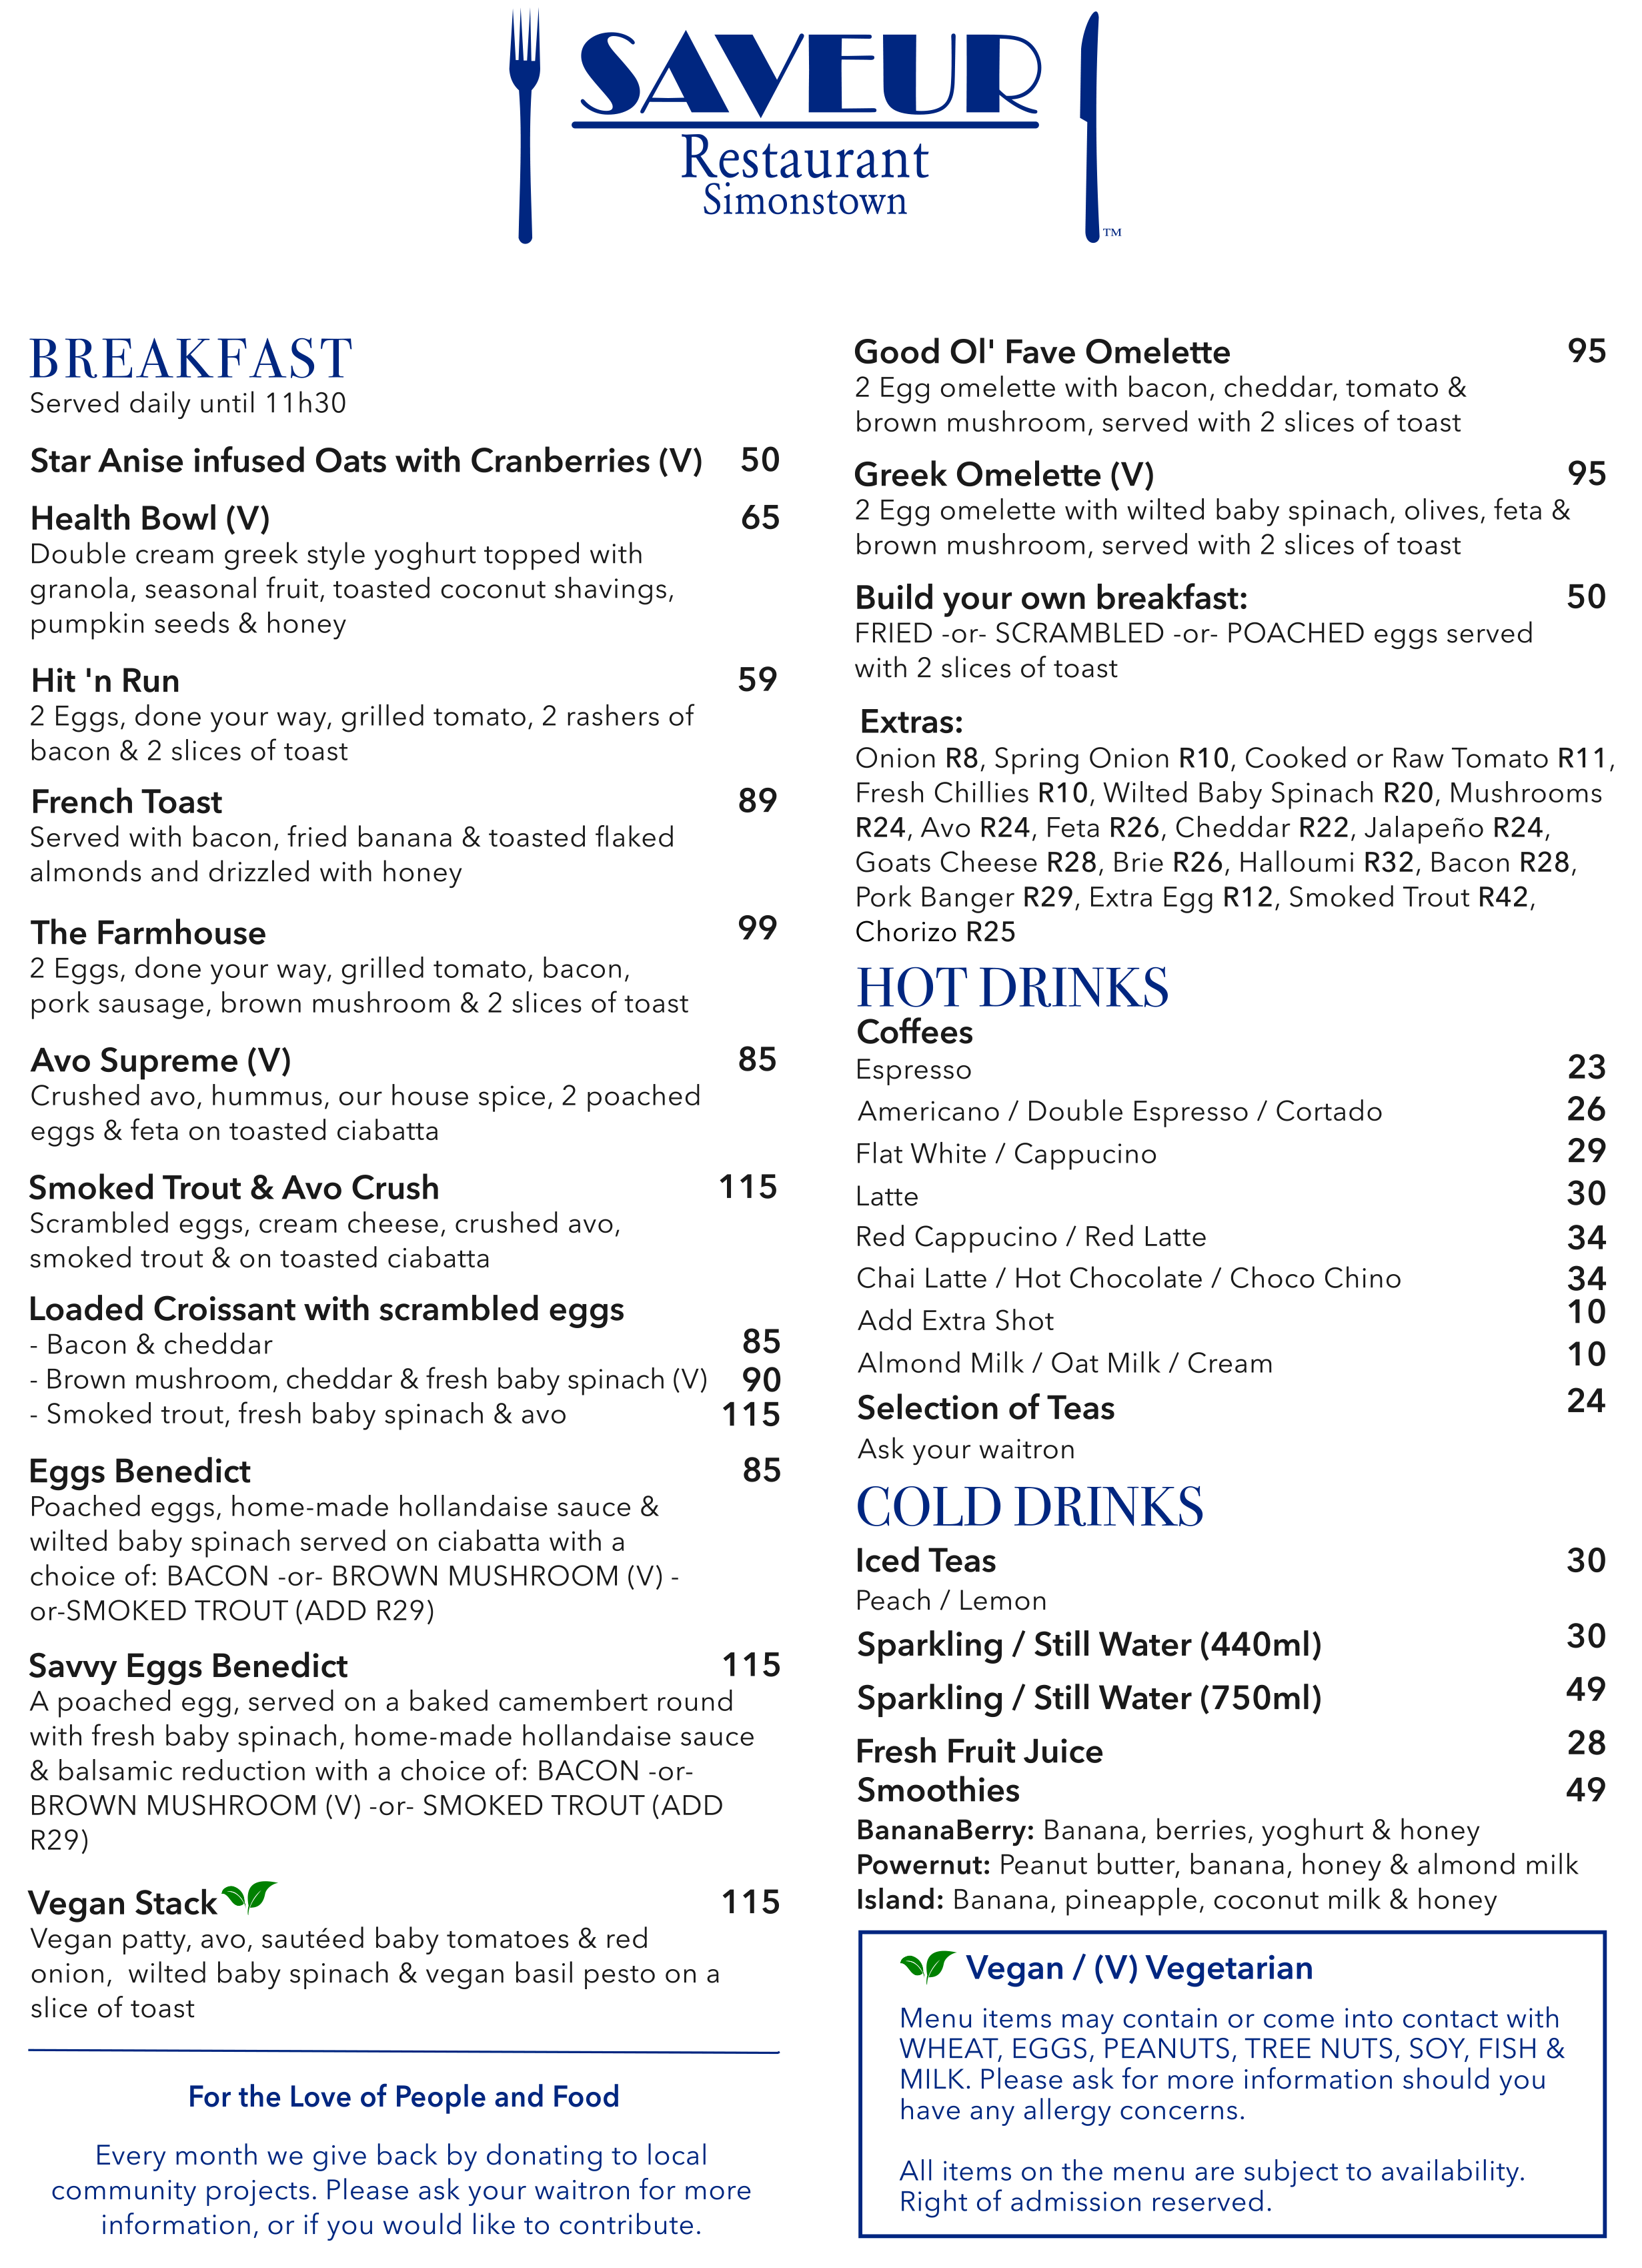 SAVEUR
Restaurant
Simonstown
TM
BREAKFAST
Served daily until 11h30
Star Anise infused Oats with Cranberries (V) 50
Health Bowl (V) 65
Double cream greek style yoghurt topped with
granola, seasonal fruit, toasted coconut shavings,
pumpkin seeds & honey
Hit 'n Run 59
2 Eggs, done your way, grilled tomato, 2 rashers of
bacon & 2 slices of toast
French Toast 89
Served with bacon, fried banana & toasted flaked
almonds and drizzled with honey
The Farmhouse 99
2 Eggs, done your way, grilled tomato, bacon,
pork sausage, brown mushroom & 2 slices of toast
Avo Supreme (V) 85
Crushed avo, hummus, our house spice, 2 poached
eggs & feta on toasted ciabatta
Smoked Trout & Avo Crush 115
Scrambled eggs, cream cheese, crushed avo,
smoked trout & on toasted ciabatta
Loaded Croissant with scrambled eggs
- Bacon & cheddar 85
- Brown mushroom, cheddar & fresh baby spinach (V) 90
- Smoked trout, fresh baby spinach & avo 115
Eggs Benedict 85
Poached eggs, home-made hollandaise sauce &
wilted baby spinach served on ciabatta with a
choice of: BACON -or- BROWN MUSHROOM (V) -
or-SMOKED TROUT (ADD R29)
Savvy Eggs Benedict 115
A poached egg, served on a baked camembert round
with fresh baby spinach, home-made hollandaise sauce
& balsamic reduction with a choice of: BACON -or-
BROWN MUSHROOM (V) -or- SMOKED TROUT (ADD
R29)
Vegan Stack 115
Vegan patty, avo, sautéed baby tomatoes & red
onion, wilted baby spinach & vegan basil pesto on a
slice of toast
For the Love of People and Food
Every month we give back by donating to local
community projects. Please ask your waitron for more
information, or if you would like to contribute.
Good Ol' Fave Omelette 95
2 Egg omelette with bacon, cheddar, tomato &
brown mushroom, served with 2 slices of toast
Greek Omelette (V) 95
2 Egg omelette with wilted baby spinach, olives, feta &
brown mushroom, served with 2 slices of toast
Build your own breakfast: 50
FRIED -or- SCRAMBLED -or- POACHED eggs served
with 2 slices of toast
Extras:
Onion R8, Spring Onion R10, Cooked or Raw Tomato R11,
Fresh Chillies R10, Wilted Baby Spinach R20, Mushrooms
R24, Avo R24, Feta R26, Cheddar R22, Jalapeño R24,
Goats Cheese R28, Brie R26, Halloumi R32, Bacon R28,
Pork Banger R29, Extra Egg R12, Smoked Trout R42,
Chorizo R25
HOT DRINKS
Coffees
Espresso 23
Americano / Double Espresso / Cortado 26
Flat White / Cappucino 29
Latte 30
Red Cappucino / Red Latte 34
Chai Latte / Hot Chocolate / Choco Chino 34
Add Extra Shot 10
Almond Milk / Oat Milk / Cream 10
Selection of Teas 24
Ask your waitron
COLD DRINKS
Iced Teas 30
Peach / Lemon
Sparkling / Still Water (440ml) 30
Sparkling / Still Water (750ml) 49
Fresh Fruit Juice 28
Smoothies 49
BananaBerry: Banana, berries, yoghurt & honey
Powernut: Peanut butter, banana, honey & almond milk
Island: Banana, pineapple, coconut milk & honey
Vegan / (V) Vegetarian
Menu items may contain or come into contact with
WHEAT, EGGS, PEANUTS, TREE NUTS, SOY, FISH &
MILK. Please ask for more information should you
have any allergy concerns.
All items on the menu are subject to availability.
Right of admission reserved.